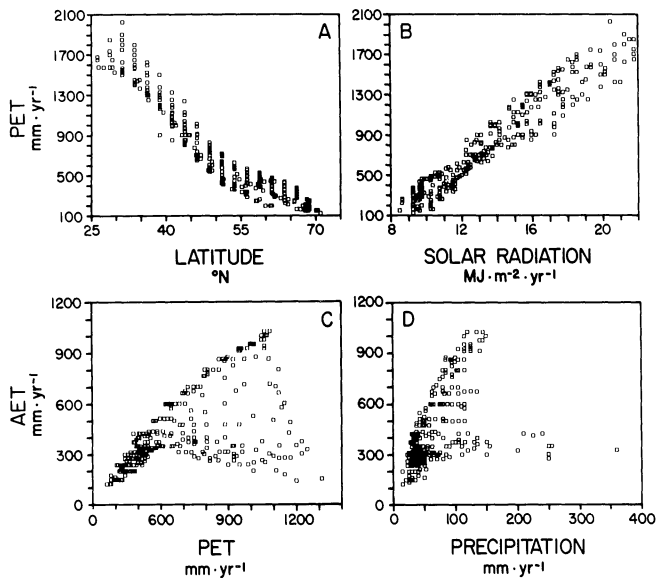 A
PET
mm·yr⁻¹
2100
1700
1300
900
500
100
25
40
55
70
LATITUDE
°N
B
2100
1700
1300
900
500
100
8
12
16
20
SOLAR RADIATION
MJ·m⁻²·yr⁻¹
C
AET
mm·yr⁻¹
1200
900
600
300
0
0
600
900
1200
PET
mm·yr⁻¹
D
1200
900
600
300
0
0
100
200
300
400
PRECIPITATION
mm·yr⁻¹